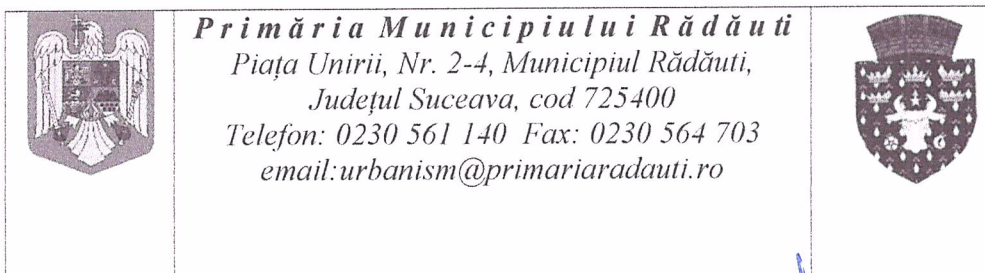 Primăria Municipiului Rădăuti
Piața Unirii, Nr. 2-4, Municipiul Rădăuti,
Județul Suceava, cod 725400
Telefon: 0230 561 140 Fax: 0230 564 703
email:urbanism@primariaradauti.ro